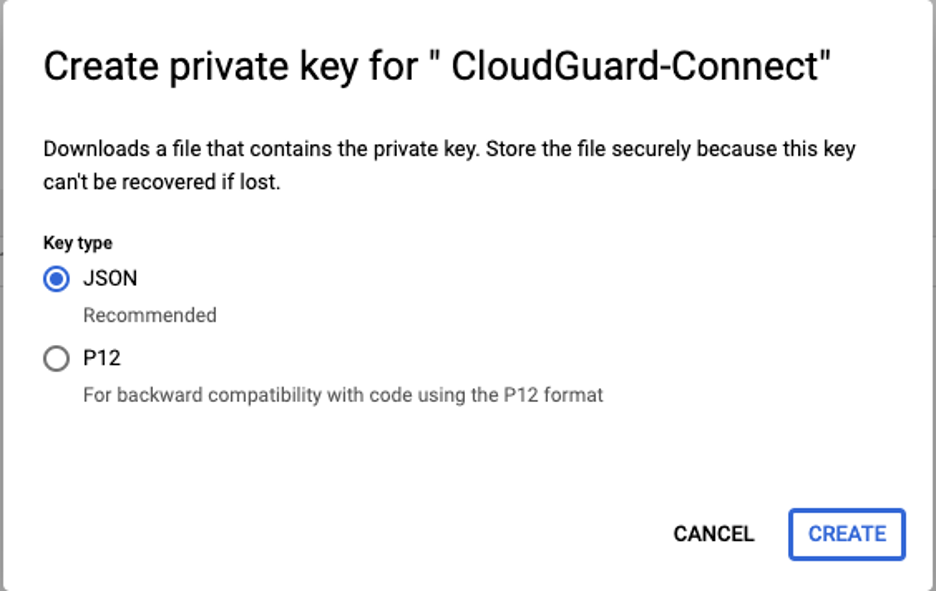 Create private key for " CloudGuard-Connect"
Downloads a file that contains the private key. Store the file securely because this key
can't be recovered if lost.
Key type
JSON
Recommended
P12
For backward compatibility with code using the P12 format
CANCEL CREATE